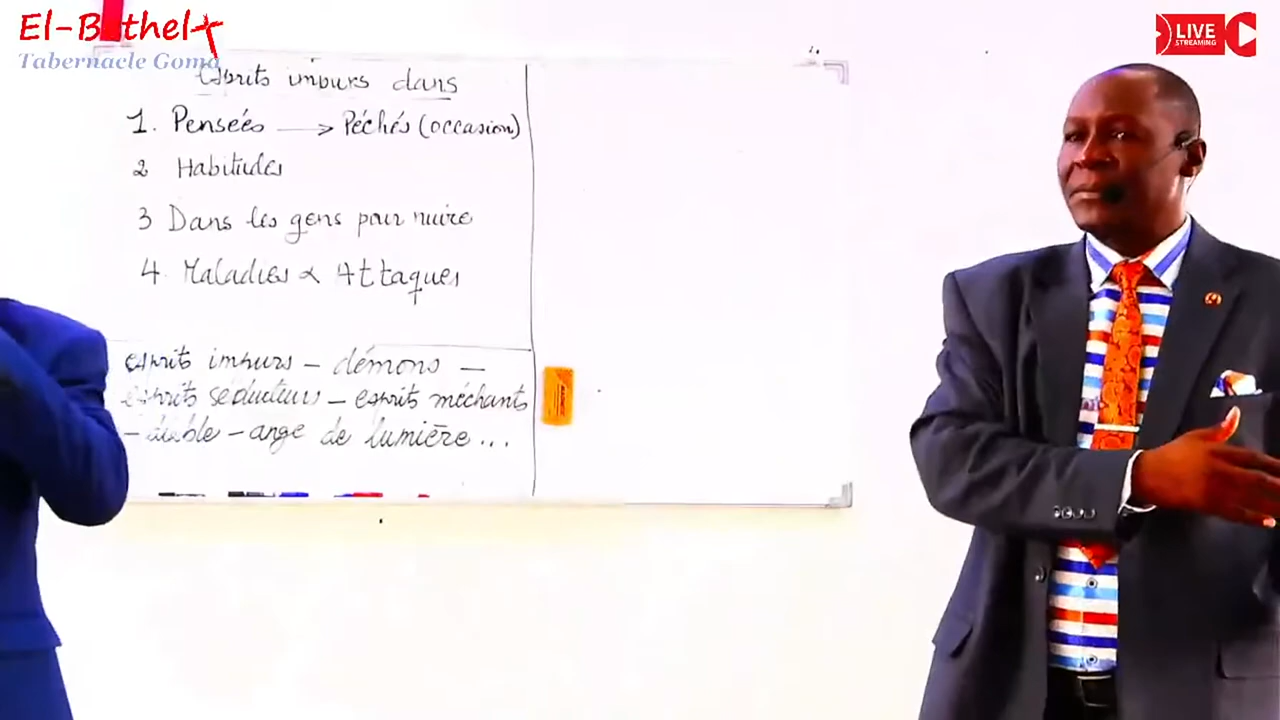 El-Béthel
Tabernacle Goma
LIVE
STREAMING
Esprits impurs dans
1. Pensées → Péchés (occasion)
2 Habitudes
3 Dans les gens pour nuire
4. Maladies & Attaques
esprits impurs - démons -
esprits séducteurs - esprits méchants
- diable - ange de lumière...